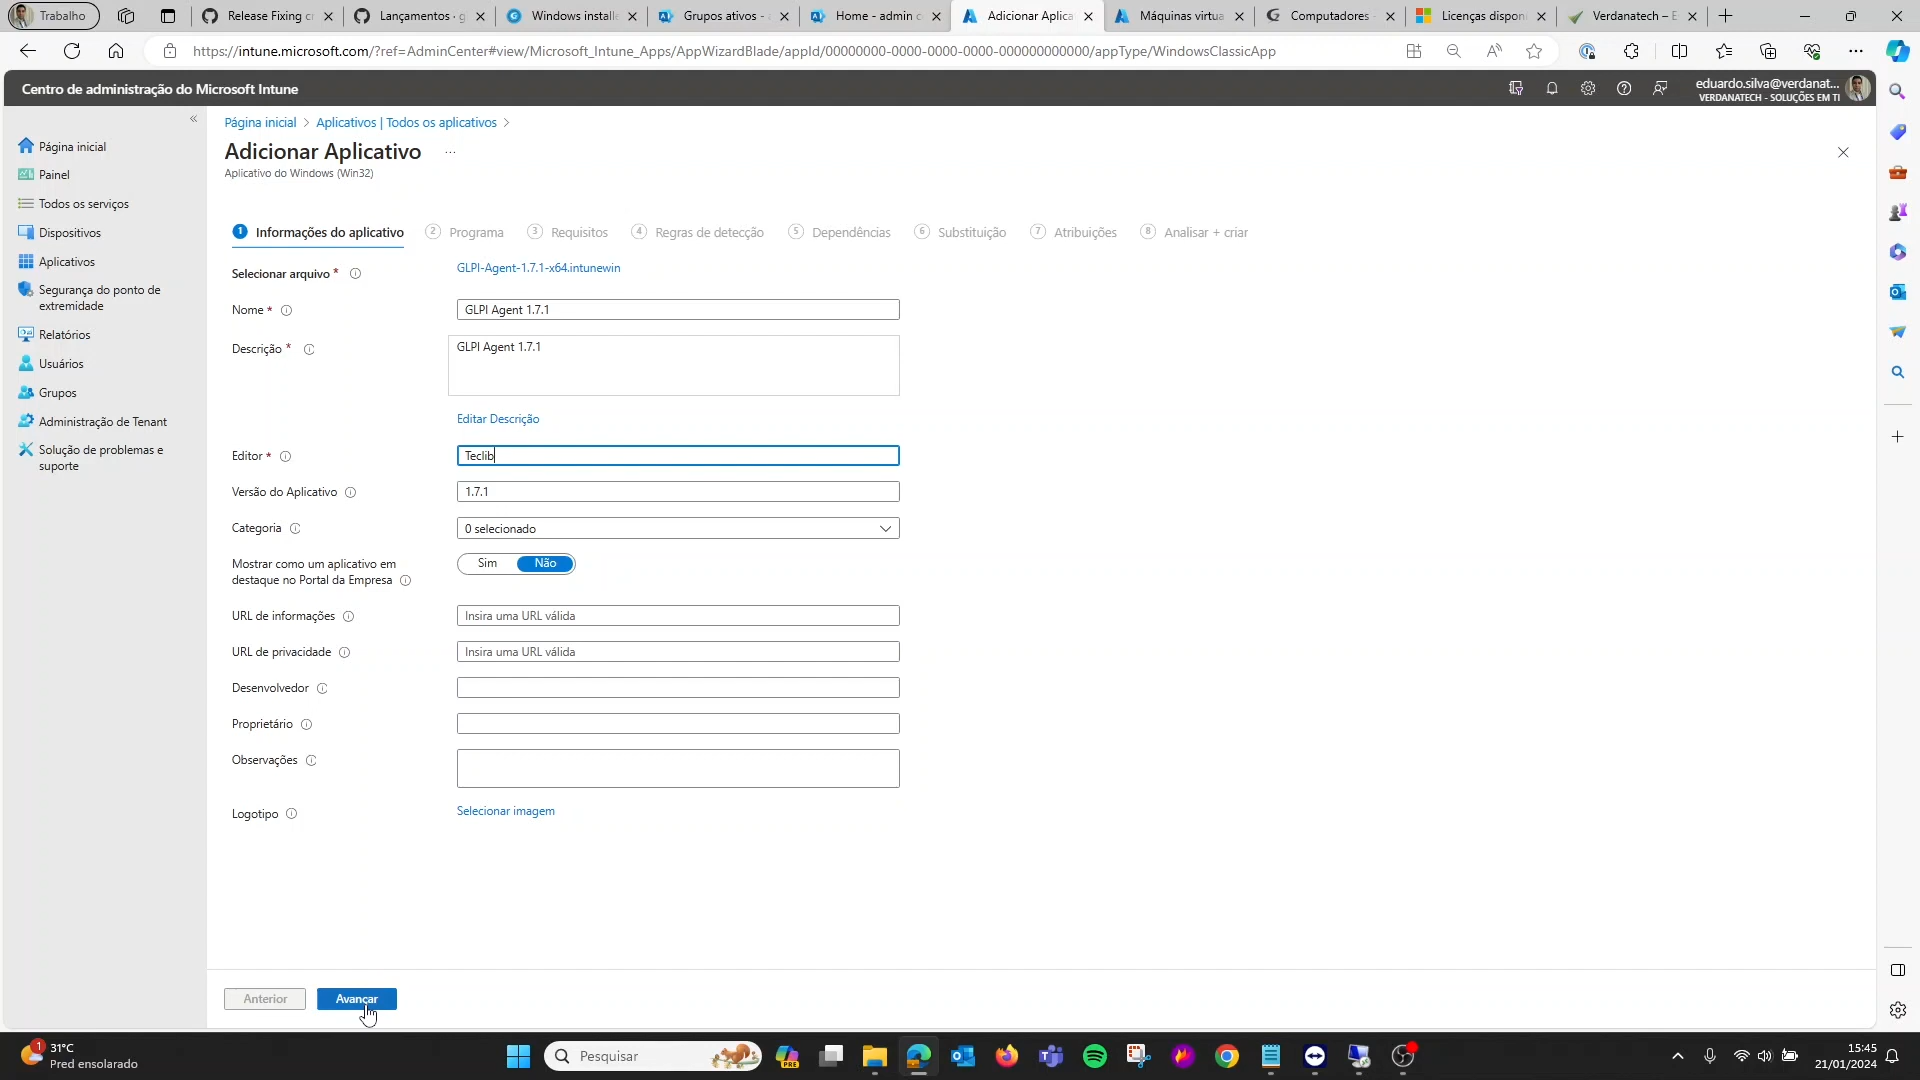 Trabalho
Release Fixing cr
Lançamentos · g
Windows installe
Grupos ativos - a
Home - admin c
Adicionar Aplica
Máquinas virtua
Computadores -
Licenças disponi
Verdanatech – E
https://intune.microsoft.com/?ref=AdminCenter#view/Microsoft_Intune_Apps/AppWizardBlade/appId/00000000-0000-0000-0000-000000000000/appType/WindowsClassicApp
Centro de administração do Microsoft Intune
eduardo.silva@verdanat...
VERDANATECH - SOLUÇÕES EM TI
Página inicial
Painel
Todos os serviços
Dispositivos
Aplicativos
Segurança do ponto de
extremidade
Relatórios
Usuários
Grupos
Administração de Tenant
Solução de problemas e
suporte
Página inicial > Aplicativos | Todos os aplicativos >
Adicionar Aplicativo ...
Aplicativo do Windows (Win32)
1 Informações do aplicativo
2 Programa
3 Requisitos
4 Regras de detecção
5 Dependências
6 Substituição
7 Atribuições
8 Analisar + criar
Selecionar arquivo *
GLPI-Agent-1.7.1-x64.intunewin
Nome *
GLPI Agent 1.7.1
Descrição *
GLPI Agent 1.7.1
Editar Descrição
Editor *
Teclib
Versão do Aplicativo
1.7.1
Categoria
0 selecionado
Mostrar como um aplicativo em
destaque no Portal da Empresa
Sim
Não
URL de informações
Insira uma URL válida
URL de privacidade
Insira uma URL válida
Desenvolvedor
Proprietário
Observações
Logotipo
Selecionar imagem
Anterior
Avançar
1
31°C
Pred ensolarado
Pesquisar
PRE
15:45
21/01/2024